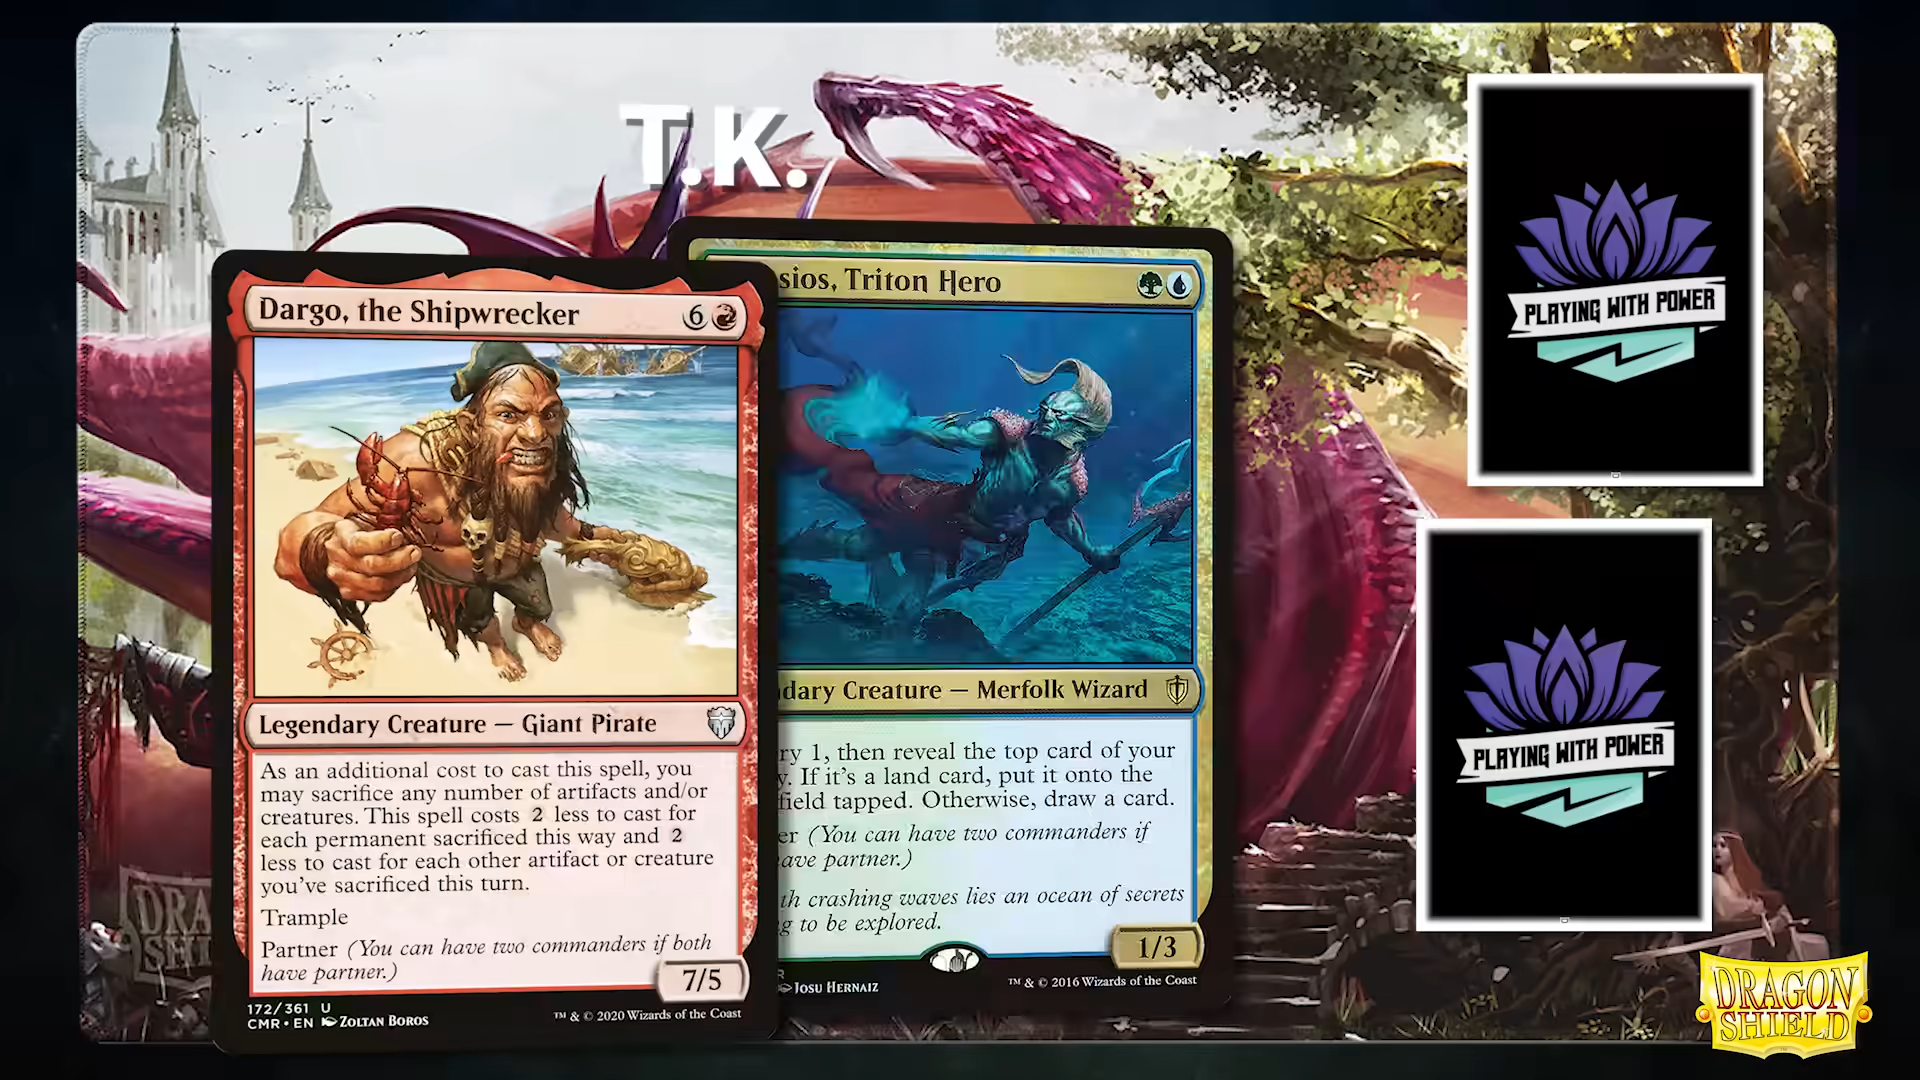 T.K.
Dargo, the Shipwrecker
6
Legendary Creature — Giant Pirate
As an additional cost to cast this spell, you
may sacrifice any number of artifacts and/or
creatures. This spell costs 2 less to cast for
each permanent sacrificed this way and 2
less to cast for each other artifact or creature
you've sacrificed this turn.
Trample
Partner (You can have two commanders if both
have partner.)
7/5
172/361 U
CMR • EN Zoltan Boros
™ & © 2020 Wizards of the Coast
sios, Triton Hero
dary Creature — Merfolk Wizard
ry 1, then reveal the top card of your
y. If it's a land card, put it onto the
field tapped. Otherwise, draw a card.
er (You can have two commanders if
ave partner.)
th crashing waves lies an ocean of secrets
g to be explored.
1/3
R
Josu Hernaiz
™ & © 2016 Wizards of the Coast
PLAYING WITH POWER
PLAYING WITH POWER
DRA
SHI
DRAGON
SHIELD